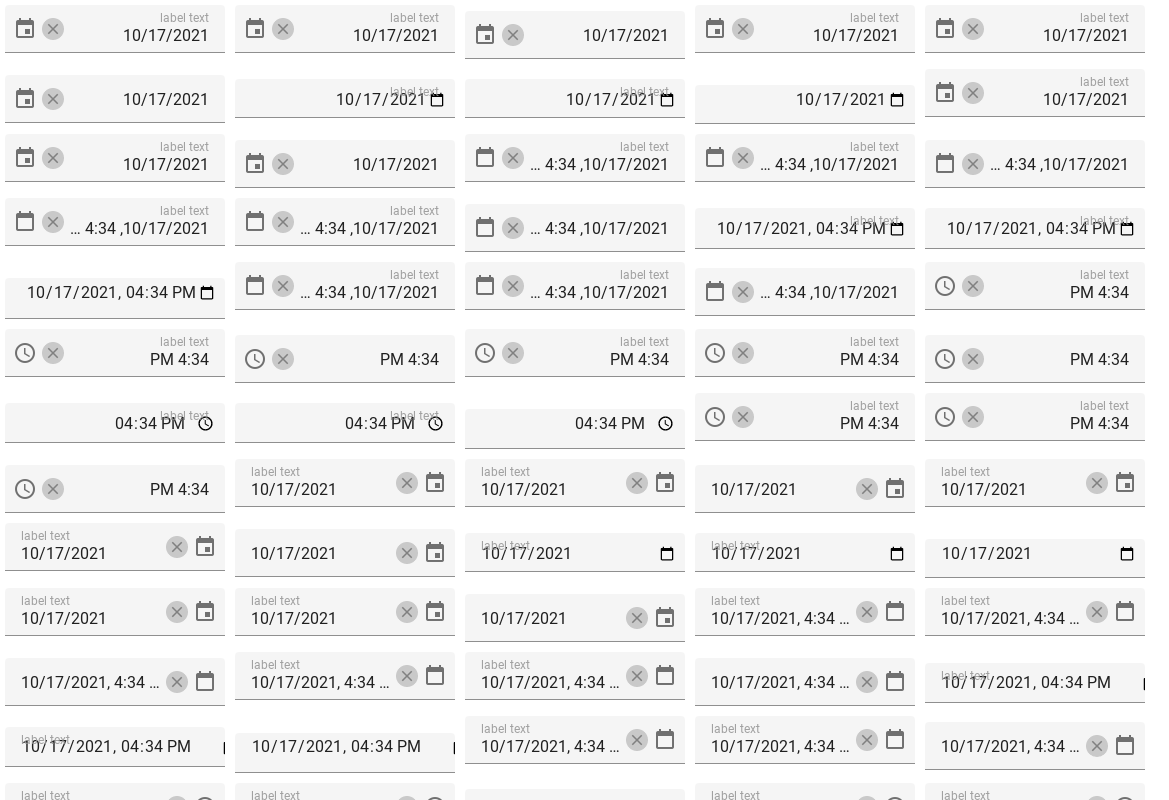 label text
10/17/2021
label text
10/17/2021
10/17/2021
label text
10/17/2021
label text
10/17/2021
10/17/2021
label text
10/17/2021
label text
10/17/2021
10/17/2021
label text
10/17/2021
label text
10/17/2021
10/17/2021
label text
... 4:34 ,10/17/2021
label text
... 4:34 ,10/17/2021
... 4:34 ,10/17/2021
label text
... 4:34 ,10/17/2021
label text
... 4:34 ,10/17/2021
... 4:34 ,10/17/2021
label text
10/17/2021, 04:34 PM
label text
10/17/2021, 04:34 PM
10/17/2021, 04:34 PM
label text
... 4:34 ,10/17/2021
label text
... 4:34 ,10/17/2021
... 4:34 ,10/17/2021
label text
PM 4:34
label text
PM 4:34
PM 4:34
label text
PM 4:34
label text
PM 4:34
PM 4:34
label text
04:34 PM
label text
04:34 PM
04:34 PM
label text
PM 4:34
label text
PM 4:34
PM 4:34
label text
10/17/2021
label text
10/17/2021
10/17/2021
label text
10/17/2021
label text
10/17/2021
10/17/2021
label text
10/17/2021
label text
10/17/2021
10/17/2021
label text
10/17/2021
label text
10/17/2021
10/17/2021
label text
10/17/2021, 4:34 ...
label text
10/17/2021, 4:34 ...
10/17/2021, 4:34 ...
label text
10/17/2021, 4:34 ...
label text
10/17/2021, 4:34 ...
10/17/2021, 4:34 ...
label text
10/17/2021, 04:34 PM
label text
10/17/2021, 04:34 PM
10/17/2021, 04:34 PM
label text
10/17/2021, 4:34 ...
label text
10/17/2021, 4:34 ...
10/17/2021, 4:34 ...
label text
label text
label text
label text